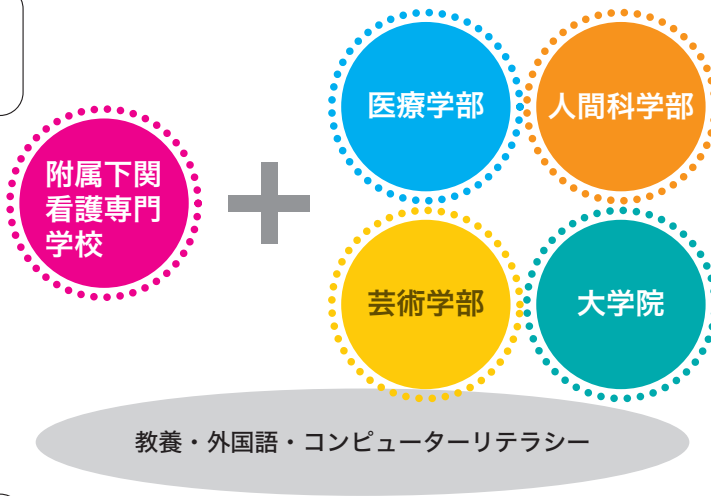 医療学部
人間科学部
附属下関
看護専門
学校
芸術学部
大学院
教養・外国語・コンピューターリテラシー